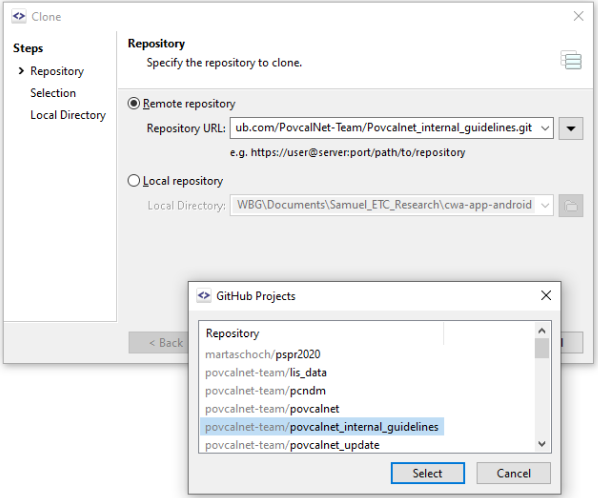 Clone
Steps
Repository
Selection
Local Directory
Repository
Specify the repository to clone.
Remote repository
Repository URL: ub.com/PovcalNet-Team/Povcalnet_internal_guidelines.git
e.g. https://user@server:port/path/to/repository
Local repository
Local Directory: WBG\Documents\Samuel_ETC_Research\cwa-app-android
< Back
GitHub Projects
Repository
martaschoch/pspr2020
povcalnet-team/lis_data
povcalnet-team/pcndm
povcalnet-team/povcalnet
povcalnet-team/povcalnet_internal_guidelines
povcalnet-team/povcalnet_update
Select Cancel